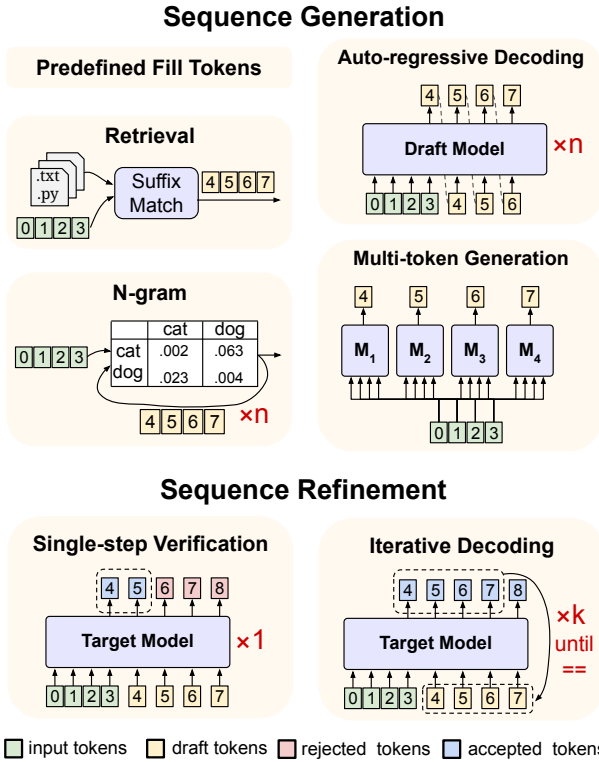 Sequence Generation
Predefined Fill Tokens
Retrieval
.txt
.py
Suffix
Match
4 5 6 7
0 1 2 3
N-gram
cat dog
cat .002 .063
dog .023 .004
0 1 2 3
4 5 6 7
×n
Auto-regressive Decoding
4 5 6 7
Draft Model
×n
0 1 2 3 4 5 6
Multi-token Generation
4 5 6 7
M1 M2 M3 M4
0 1 2 3
Sequence Refinement
Single-step Verification
4 5 6 7 8
Target Model
×1
0 1 2 3 4 5 6 7
Iterative Decoding
4 5 6 7 8
Target Model
×k
until
==
0 1 2 3 4 5 6 7
input tokens draft tokens rejected tokens accepted tokens